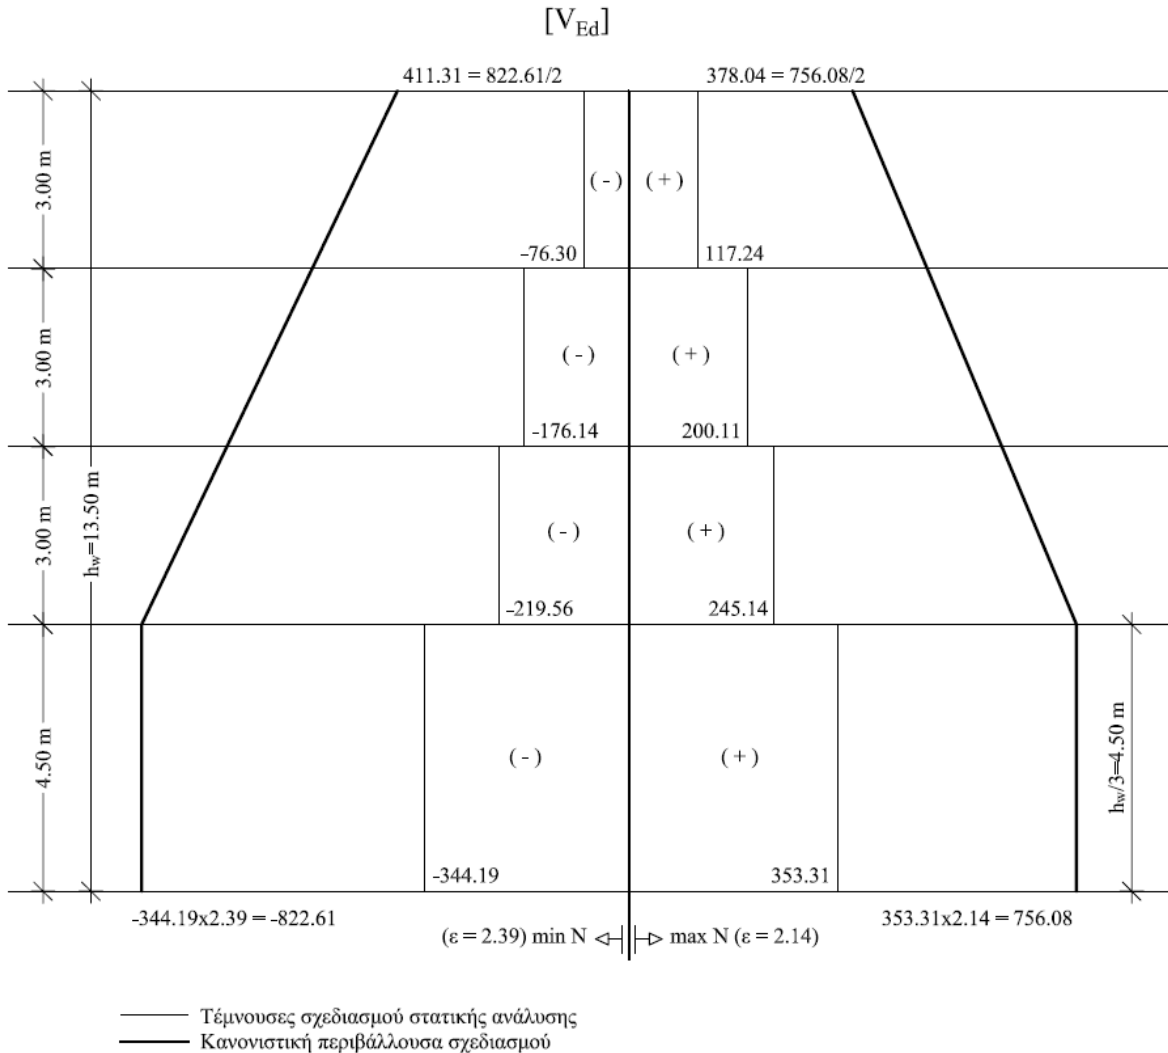 [V_Ed]
411.31 = 822.61/2
378.04 = 756.08/2
3.00 m
(-)
(+)
-76.30
117.24
3.00 m
(-)
(+)
-176.14
200.11
h_w=13.50 m
3.00 m
(-)
(+)
-219.56
245.14
4.50 m
(-)
(+)
h_w/3=4.50 m
-344.19
353.31
-344.19x2.39 = -822.61
353.31x2.14 = 756.08
(ε = 2.39) min N
max N (ε = 2.14)
Τέμνουσες σχεδιασμού στατικής ανάλυσης
Κανονιστική περιβάλλουσα σχεδιασμού